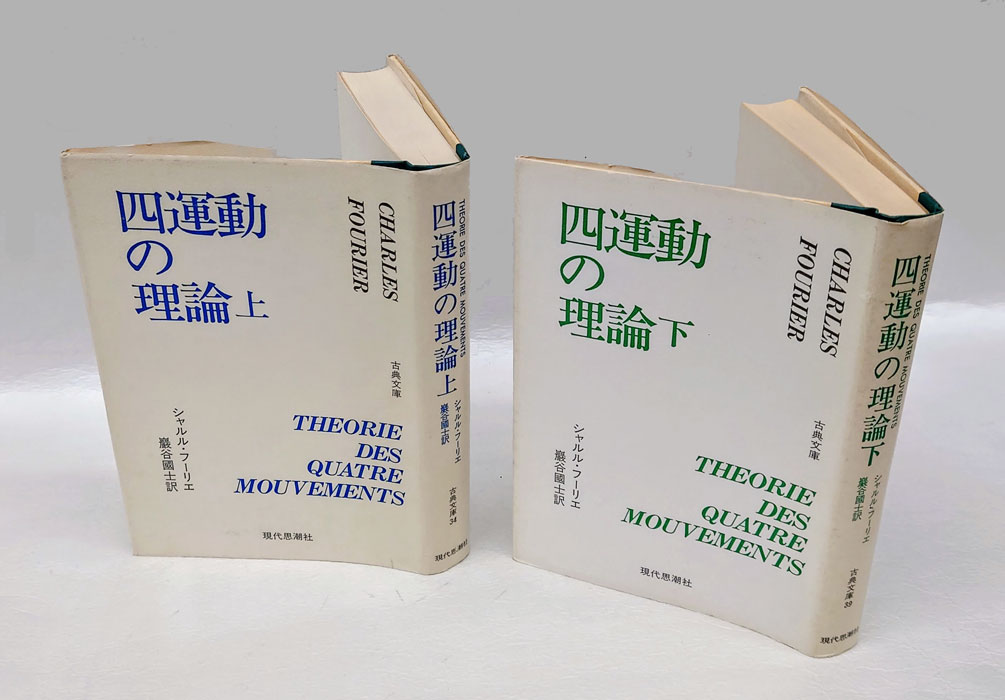 四運動
の
理論 上
CHARLES
FOURIER
古典文庫
シャルル・フーリエ
巖谷國士訳
THEORIE
DES
QUATRE
MOUVEMENTS
現代思潮社
THEORIE DES QUATRE MOUVEMENTS
四運動の理論 上
シャルル・フーリエ
巖谷國士訳
古典文庫 34
現代思潮社
四運動
の
理論 下
CHARLES
FOURIER
古典文庫
シャルル・フーリエ
巖谷國士訳
THEORIE
DES
QUATRE
MOUVEMENTS
現代思潮社
THEORIE DES QUATRE MOUVEMENTS
四運動の理論 下
シャルル・フーリエ
巖谷國士訳
古典文庫 39
現代思潮社